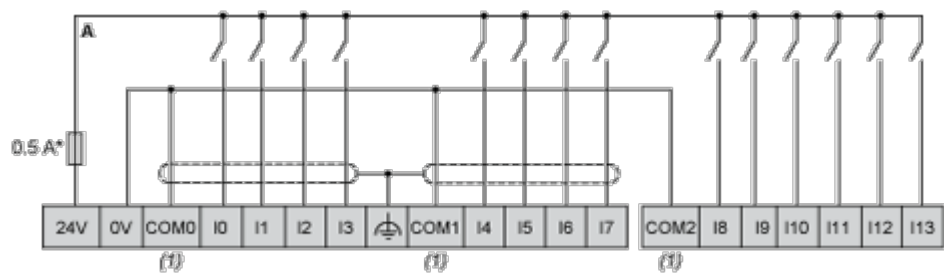 A
0.5 A*
24V 0V COM0 I0 I1 I2 I3 COM1 I4 I5 I6 I7 COM2 I8 I9 I10 I11 I12 I13
(1) (1) (1)